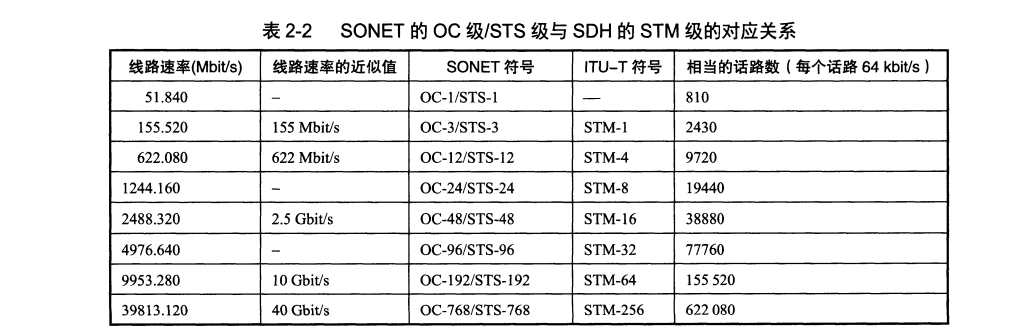 表 2-2 SONET 的 OC 级/STS 级与 SDH 的 STM 级的对应关系
线路速率(Mbit/s) 线路速率的近似值 SONET 符号 ITU–T 符号 相当的话路数（每个话路 64 kbit/s）
51.840 – OC-1/STS-1 — 810
155.520 155 Mbit/s OC-3/STS-3 STM-1 2430
622.080 622 Mbit/s OC-12/STS-12 STM-4 9720
1244.160 – OC-24/STS-24 STM-8 19440
2488.320 2.5 Gbit/s OC-48/STS-48 STM-16 38880
4976.640 – OC-96/STS-96 STM-32 77760
9953.280 10 Gbit/s OC-192/STS-192 STM-64 155 520
39813.120 40 Gbit/s OC-768/STS-768 STM-256 622 080